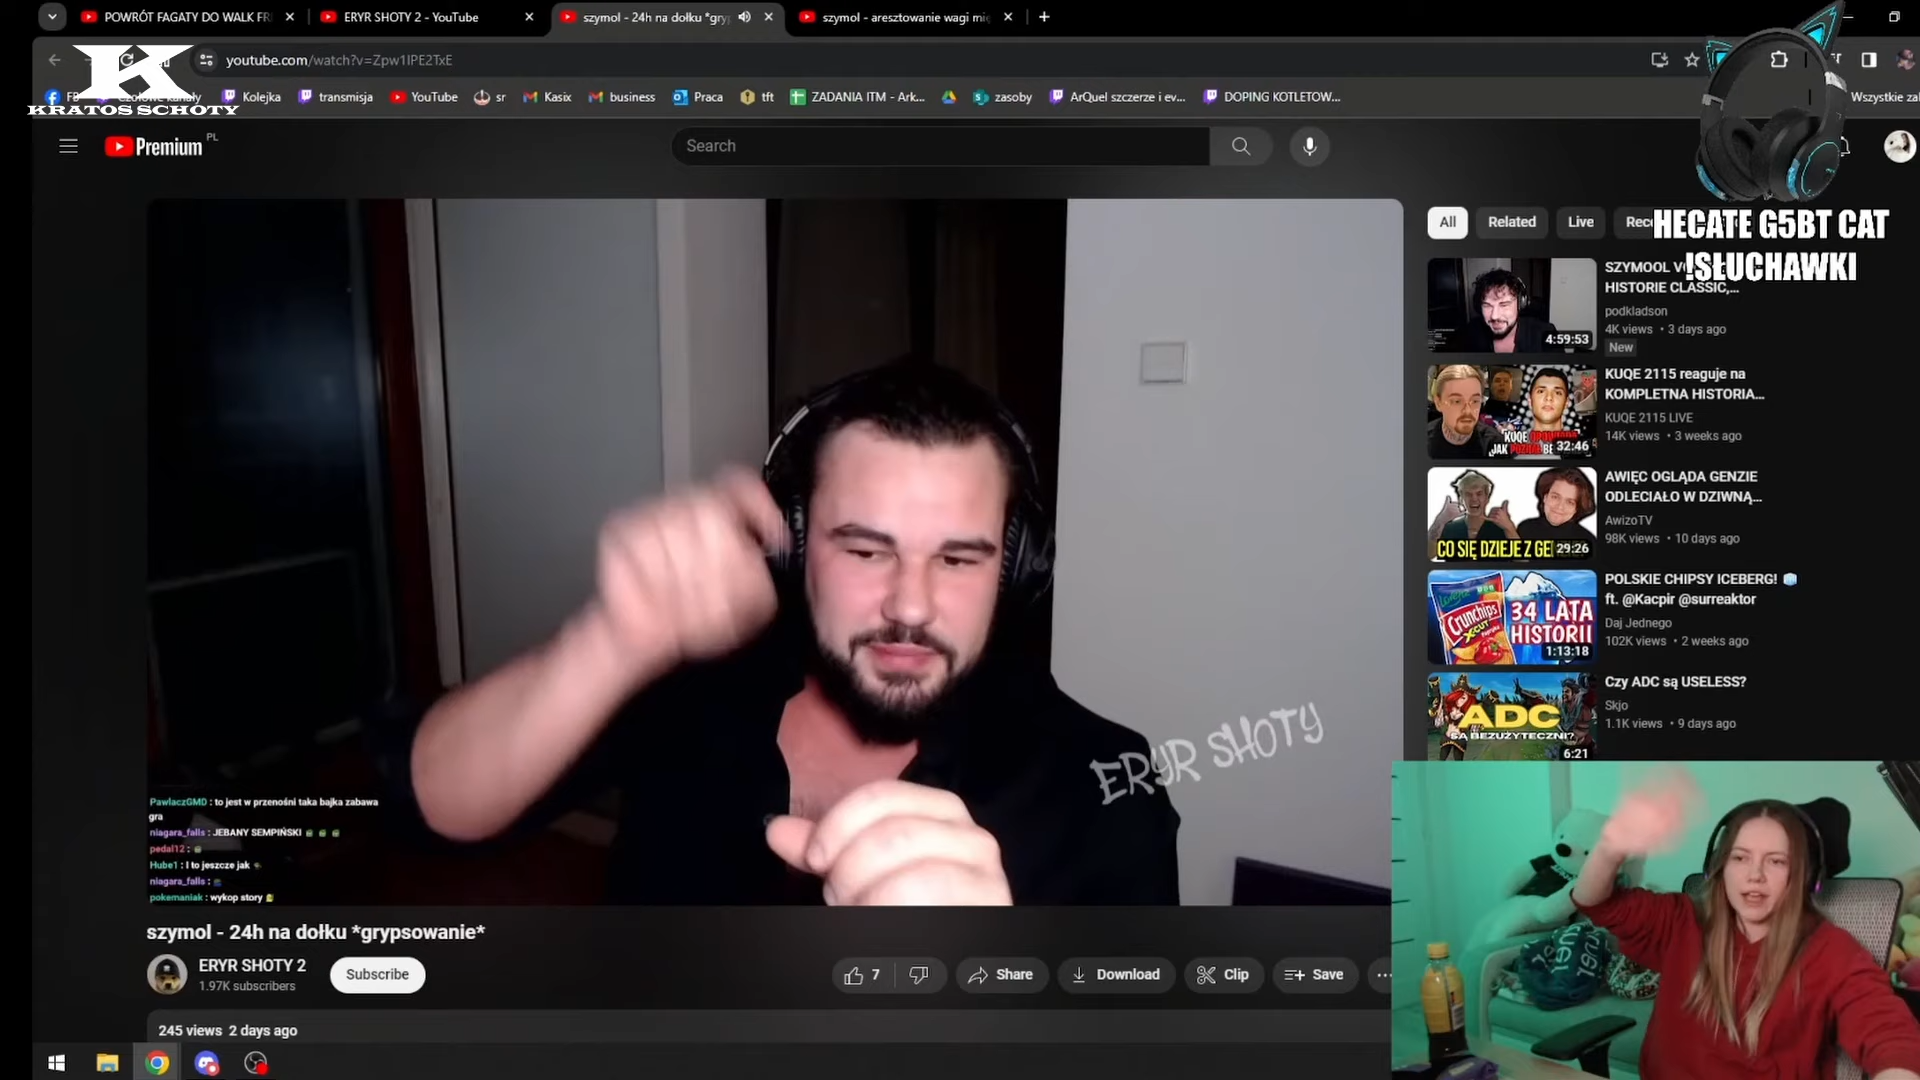 POWRÓT FAGATY DO WALK FR
ERYR SHOTY 2 - YouTube
szymol - 24h na dołku *gry
szymol - aresztowanie wagi mi
youtube.com/watch?v=Zpw1IPE2TxE
K
KRATOS SCHOTY
Kolejka
transmisja
YouTube
sr
Kasix
business
Praca
tft
ZADANIA ITM - Ark...
zasoby
ArQuel szczerze i ev...
DOPING KOTLETOW...
Wszystkie za
Premium PL
Search
HECATE G5BT CAT
!SŁUCHAWKI
All
Related
Live
SZYMOOL
HISTORIE CLASSIC,...
podkladson
4K views • 3 days ago
New
4:59:53
KUQE 2115 reaguje na
KOMPLETNA HISTORIA...
KUQE 2115 LIVE
14K views • 3 weeks ago
32:46
AWIĘC OGLĄDA GENZIE
ODLECIAŁO W DZIWNĄ...
AwizoTV
98K views • 10 days ago
CO SIĘ DZIEJE Z GE
29:26
POLSKIE CHIPSY ICEBERG!
ft. @Kacpir @surreaktor
Daj Jednego
102K views • 2 weeks ago
Crunchips
X-CUT
34 LATA
HISTORII
1:13:18
Czy ADC są USELESS?
Skjo
1.1K views • 9 days ago
ADC
SĄ BEZUŻYTECZNI?
6:21
ERYR SHOTY
PawlaczGMD : to jest w przenośni taka bajka zabawa
gra
niagara_falls : JEBANY SEMPIŃSKI
pedal12 :
Hube1 : I to jeszcze jak
niagara_falls :
pokemaniak : wykop story
szymol - 24h na dołku *grypsowanie*
ERYR SHOTY 2
1.97K subscribers
Subscribe
7
Share
Download
Clip
Save
245 views 2 days ago